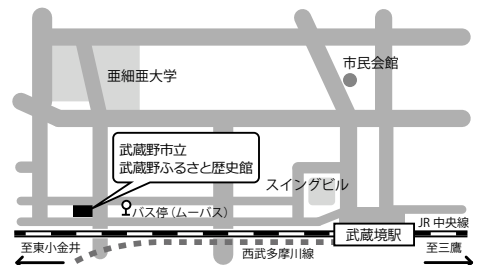 市民会館
亜細亜大学
武蔵野市立
武蔵野ふるさと歴史館
スイングビル
バス停（ムーバス）
JR 中央線
武蔵境駅
至東小金井
西武多摩川線
至三鷹